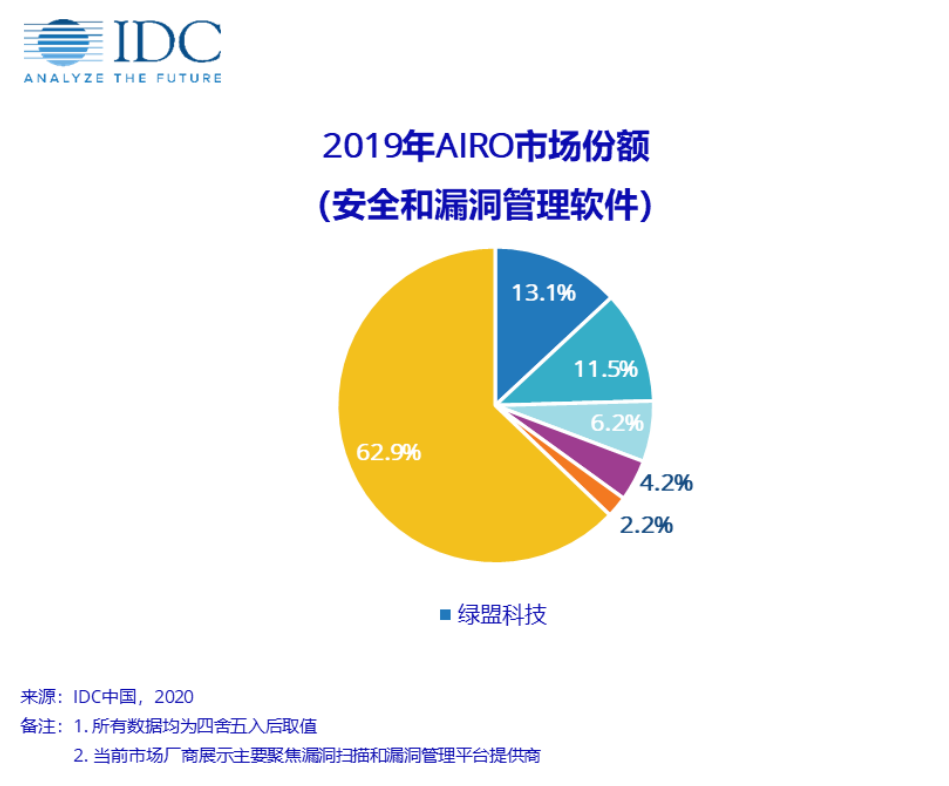 IDC
ANALYZE THE FUTURE
2019年AIRO市场份额
(安全和漏洞管理软件)
13.1%
11.5%
6.2%
4.2%
2.2%
62.9%
绿盟科技
来源：IDC中国，2020
备注：1. 所有数据均为四舍五入后取值
2. 当前市场厂商展示主要聚焦漏洞扫描和漏洞管理平台提供商